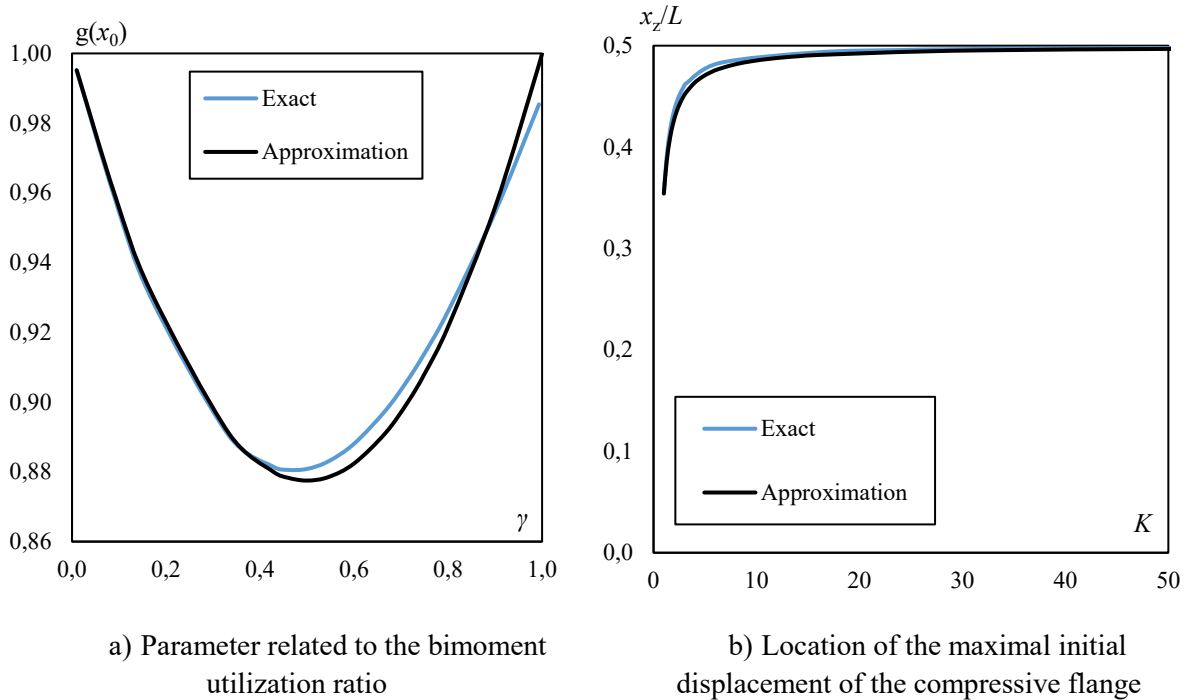 g(x₀)
1,00
0,98
0,96
0,94
0,92
0,90
0,88
0,86
0,0 0,2 0,4 0,6 0,8 1,0
γ
Exact
Approximation
a) Parameter related to the bimoment
utilization ratio
x_z/L
0,5
0,4
0,3
0,2
0,1
0,0
0 10 20 30 40 50
K
Exact
Approximation
b) Location of the maximal initial
displacement of the compressive flange